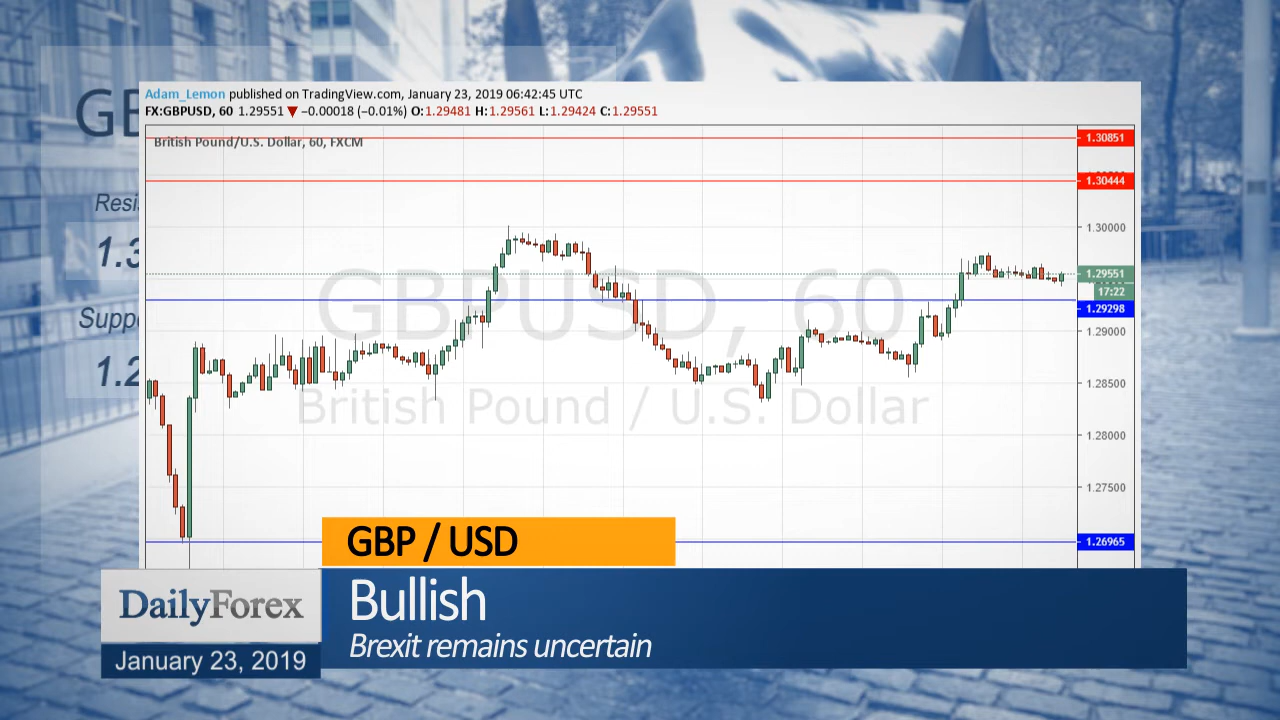 Adam_Lemon published on TradingView.com, January 23, 2019 06:42:45 UTC
FX:GBPUSD, 60 1.29551 ▼ −0.00018 (−0.01%) O:1.29481 H:1.29561 L:1.29424 C:1.29551
British Pound/U.S. Dollar, 60, FXCM
1.30851
1.30444
1.30000
1.29551
17:22
1.29298
1.29000
1.28500
1.28000
1.27500
1.26965
GBPUSD, 60
British Pound / U.S. Dollar
GBP / USD
Bullish
Brexit remains uncertain
DailyForex
January 23, 2019